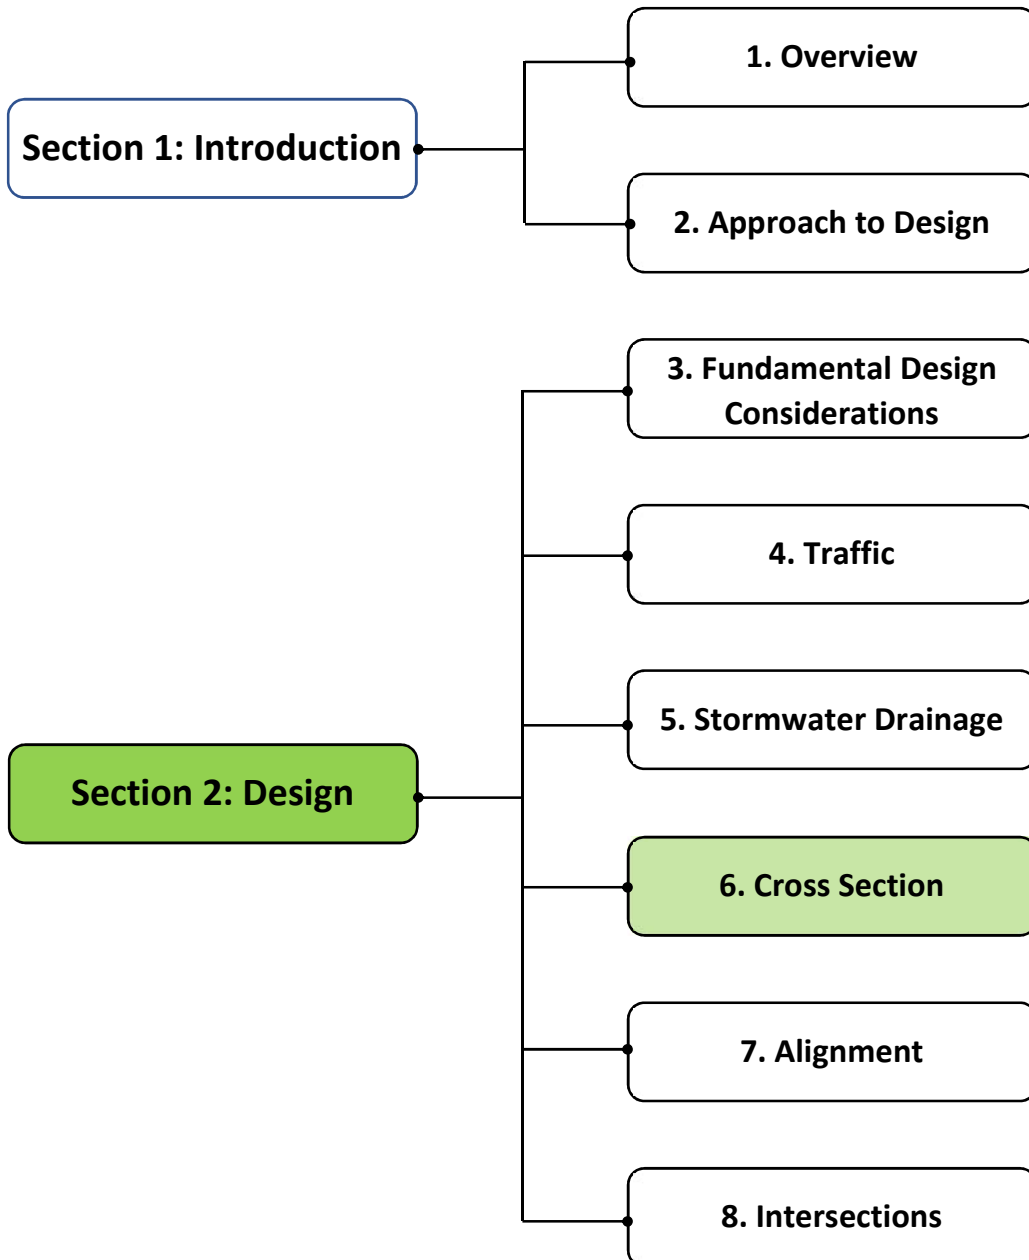 Section 1: Introduction
1. Overview
2. Approach to Design
Section 2: Design
3. Fundamental Design
Considerations
4. Traffic
5. Stormwater Drainage
6. Cross Section
7. Alignment
8. Intersections